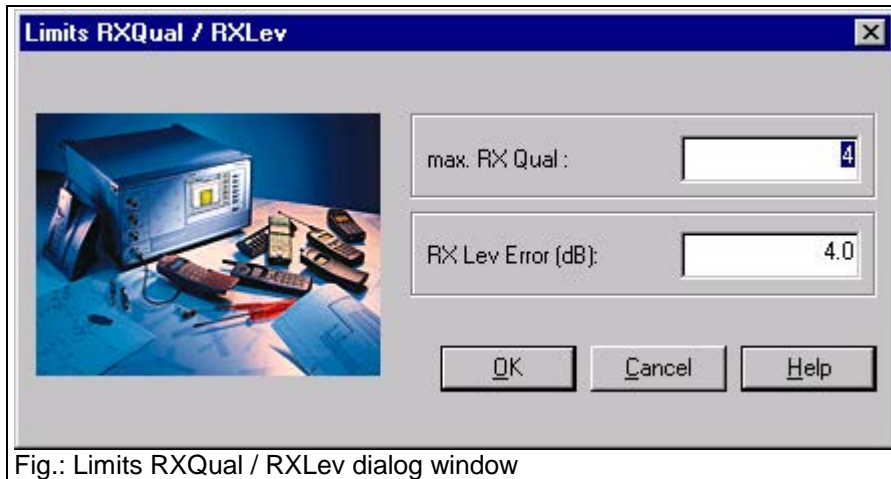 Limits RXQual / RXLev
max. RX Qual :
4
RX Lev Error (dB):
4.0
OK
Cancel
Help
Fig.: Limits RXQual / RXLev dialog window